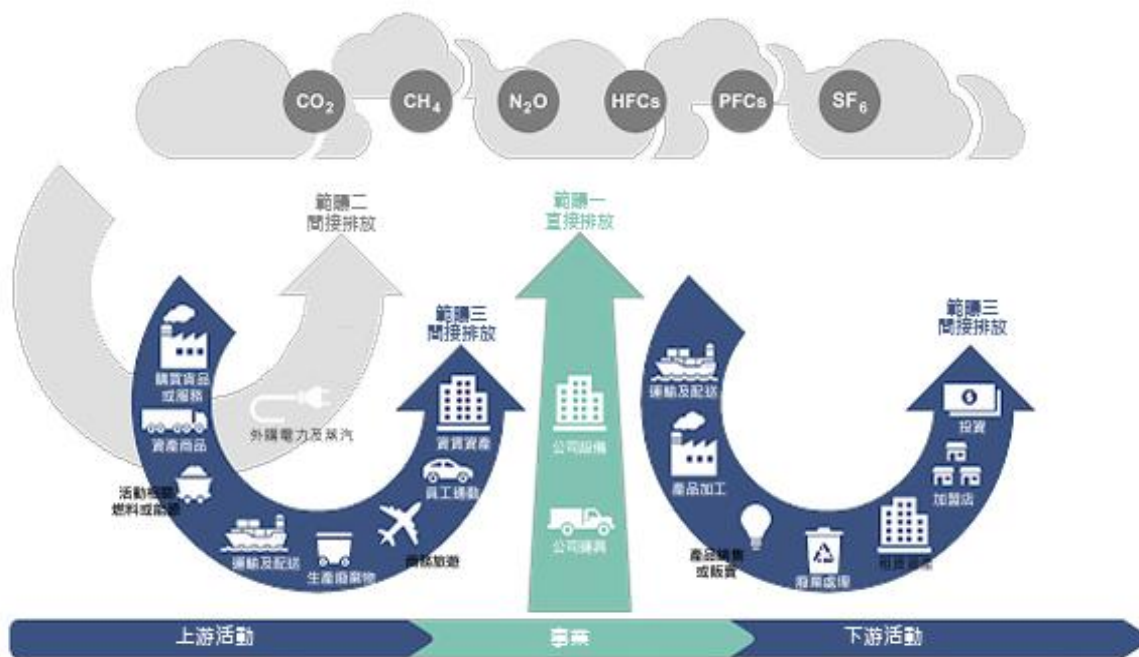 CO₂
CH₄
N₂O
HFCs
PFCs
SF₆
範疇二
間接排放
範疇一
直接排放
範疇三
間接排放
範疇三
間接排放
購買貨品
或服務
資產商品
外購電力及蒸汽
活動相關
燃料或能源
運輸及配送
生產廢棄物
商務旅遊
員工通勤
資產
公司設備
公司
運輸及配送
產品加工
產品銷售
或販賣
廢棄處理
租賃資產
加盟店
投資
上游活動
事業
下游活動